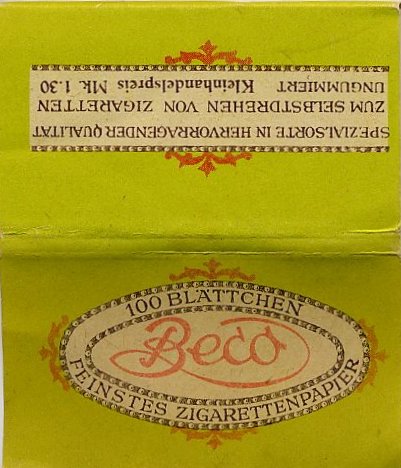 SPEZIALSORTE IN HERVORRAGENDER QUALITÄT
ZUM SELBSTDREHEN VON ZIGARETTEN
UNGUMMIERT Kleinhandelspreis Mk. 1.30
100 BLÄTTCHEN
Beco
FEINSTES ZIGARETTENPAPIER